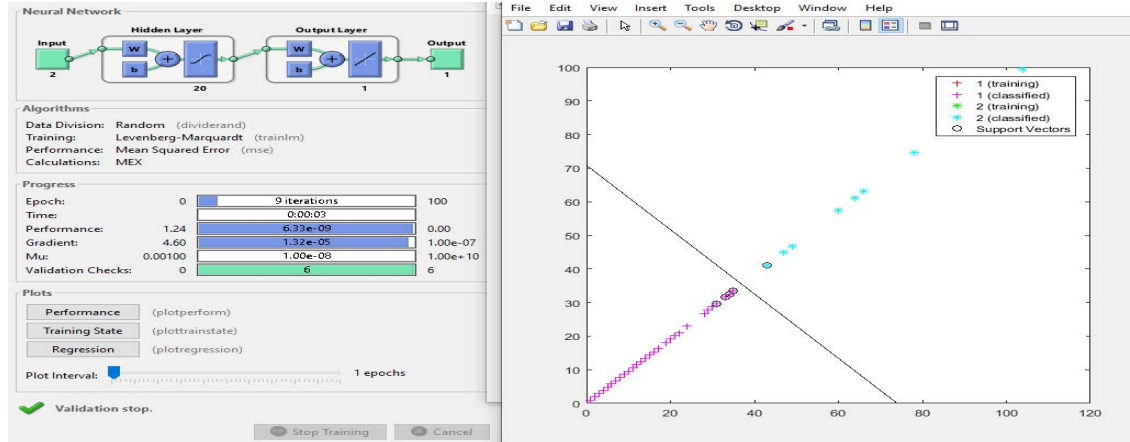 Neural Network
Hidden Layer
Output Layer
Input
Output
W
b
+
W
b
+
2
20
1
1
Algorithms
Data Division: Random (dividerand)
Training: Levenberg-Marquardt (trainlm)
Performance: Mean Squared Error (mse)
Calculations: MEX
Progress
Epoch: 0 9 iterations 100
Time: 0:00:03
Performance: 1.24 6.33e-09 0.00
Gradient: 4.60 1.32e-05 1.00e-07
Mu: 0.00100 1.00e-08 1.00e+10
Validation Checks: 0 6 6
Plots
Performance (plotperform)
Training State (plottrainstate)
Regression (plotregression)
Plot Interval: 1 epochs
Validation stop.
Stop Training Cancel
File Edit View Insert Tools Desktop Window Help
1 (training)
1 (classified)
2 (training)
2 (classified)
Support Vectors
100
90
80
70
60
50
40
30
20
10
0
0 20 40 60 80 100 120